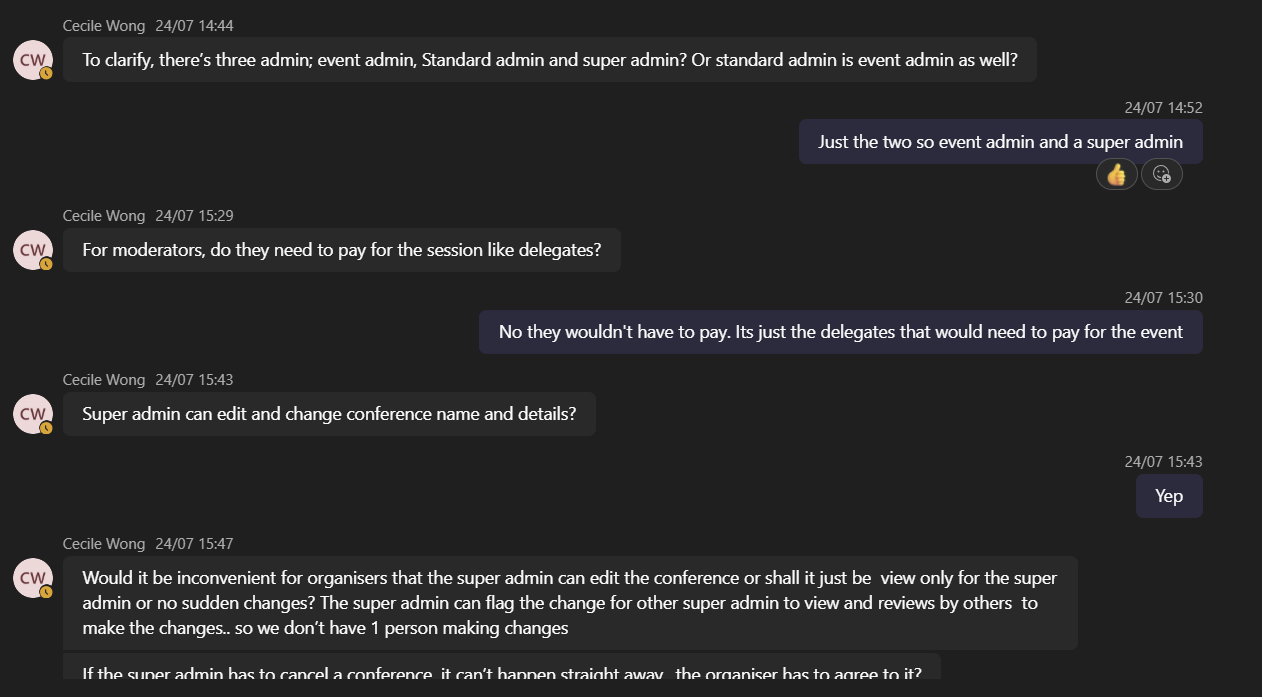 Cecile Wong 24/07 14:44
CW
To clarify, there's three admin; event admin, Standard admin and super admin? Or standard admin is event admin as well?
24/07 14:52
Just the two so event admin and a super admin
Cecile Wong 24/07 15:29
CW
For moderators, do they need to pay for the session like delegates?
24/07 15:30
No they wouldn't have to pay. Its just the delegates that would need to pay for the event
Cecile Wong 24/07 15:43
CW
Super admin can edit and change conference name and details?
24/07 15:43
Yep
Cecile Wong 24/07 15:47
CW
Would it be inconvenient for organisers that the super admin can edit the conference or shall it just be  view only for the super
admin or no sudden changes? The super admin can flag the change for other super admin to view and reviews by others  to
make the changes.. so we don't have 1 person making changes
If the super admin has to cancel a conference, it can't happen straight away.. the organiser has to agree to it?